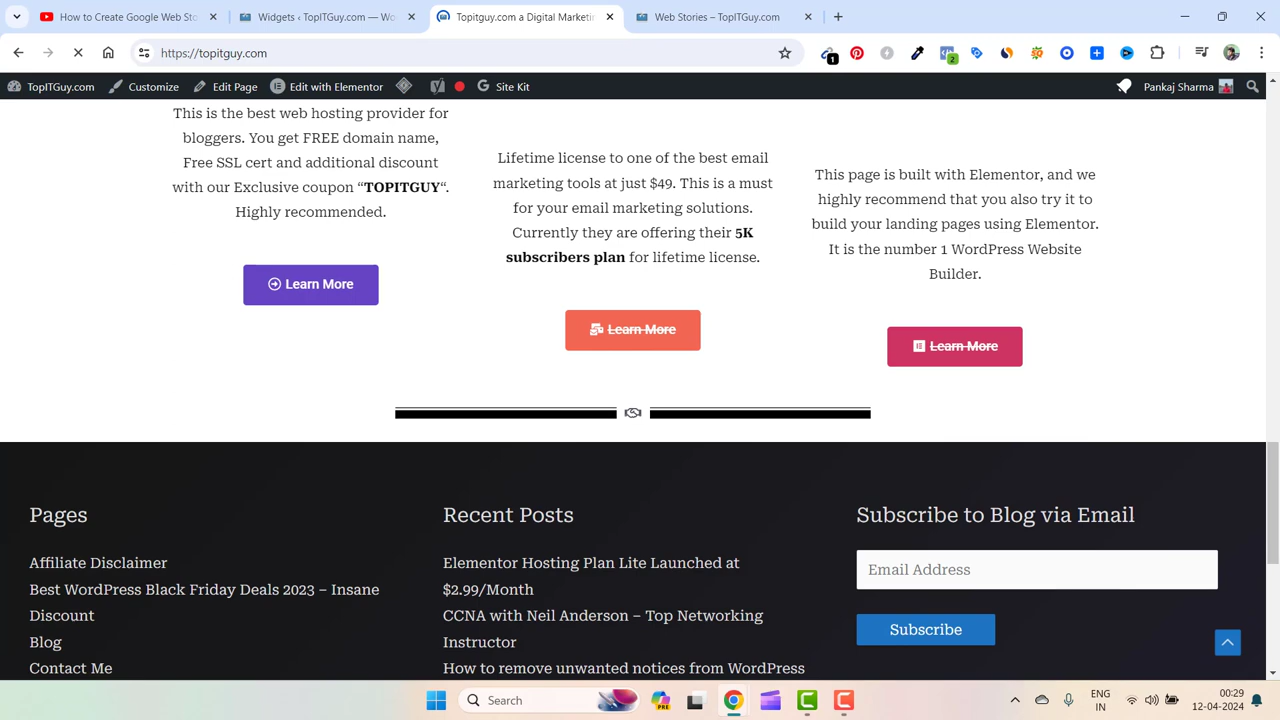 How to Create Google Web Sto
Widgets ‹ TopITGuy.com — Wo
Topitguy.com a Digital Marketin
Web Stories – TopITGuy.com
https://topitguy.com
1
2
TopITGuy.com
Customize
Edit Page
Edit with Elementor
Site Kit
Pankaj Sharma
This is the best web hosting provider for
bloggers. You get FREE domain name,
Free SSL cert and additional discount
with our Exclusive coupon “TOPITGUY“.
Highly recommended.
Learn More
Lifetime license to one of the best email
marketing tools at just $49. This is a must
for your email marketing solutions.
Currently they are offering their 5K
subscribers plan for lifetime license.
Learn More
This page is built with Elementor, and we
highly recommend that you also try it to
build your landing pages using Elementor.
It is the number 1 WordPress Website
Builder.
Learn More
Pages
Affiliate Disclaimer
Best WordPress Black Friday Deals 2023 – Insane
Discount
Blog
Contact Me
Recent Posts
Elementor Hosting Plan Lite Launched at
$2.99/Month
CCNA with Neil Anderson – Top Networking
Instructor
How to remove unwanted notices from WordPress
Subscribe to Blog via Email
Email Address
Subscribe
Search
PRE
ENG
IN
00:29
12-04-2024